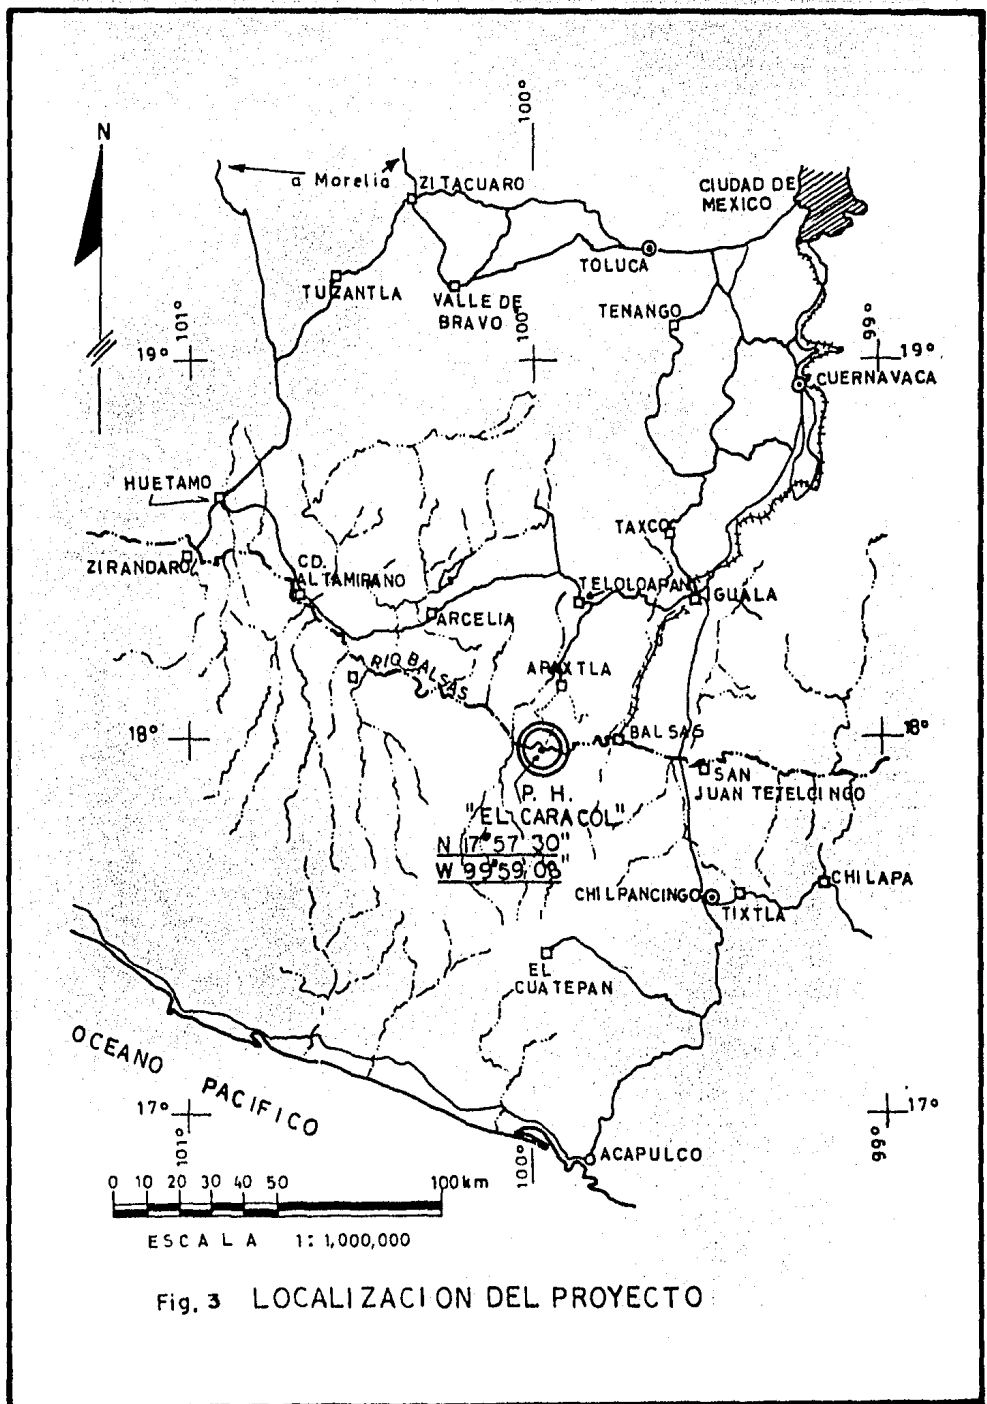 N
100°
a Morelia
ZITACUARO
CIUDAD DE
MEXICO
TOLUCA
TUZANTLA
VALLE DE
BRAVO
TENANGO
101°
100°
99°
19°
19°
CUERNAVACA
HUETAMO
TAXCO
ZIRANDARO
CD.
ALTAMIRANO
TELOLOAPAN
IGUALA
ARCELIA
RIO BALSAS
APAXTLA
18°
BALSAS
18°
SAN
JUAN TETELCINGO
P. H.
"EL CARACOL"
N 17° 57' 30"
W 99° 59' 08"
CHILAPA
CHILPANCINGO
TIXTLA
EL
CUATEPAN
OCEANO PACIFICO
17°
17°
101°
100°
99°
ACAPULCO
0 10 20 30 40 50 100 km
ESCALA 1: 1,000,000
Fig. 3 LOCALIZACION DEL PROYECTO